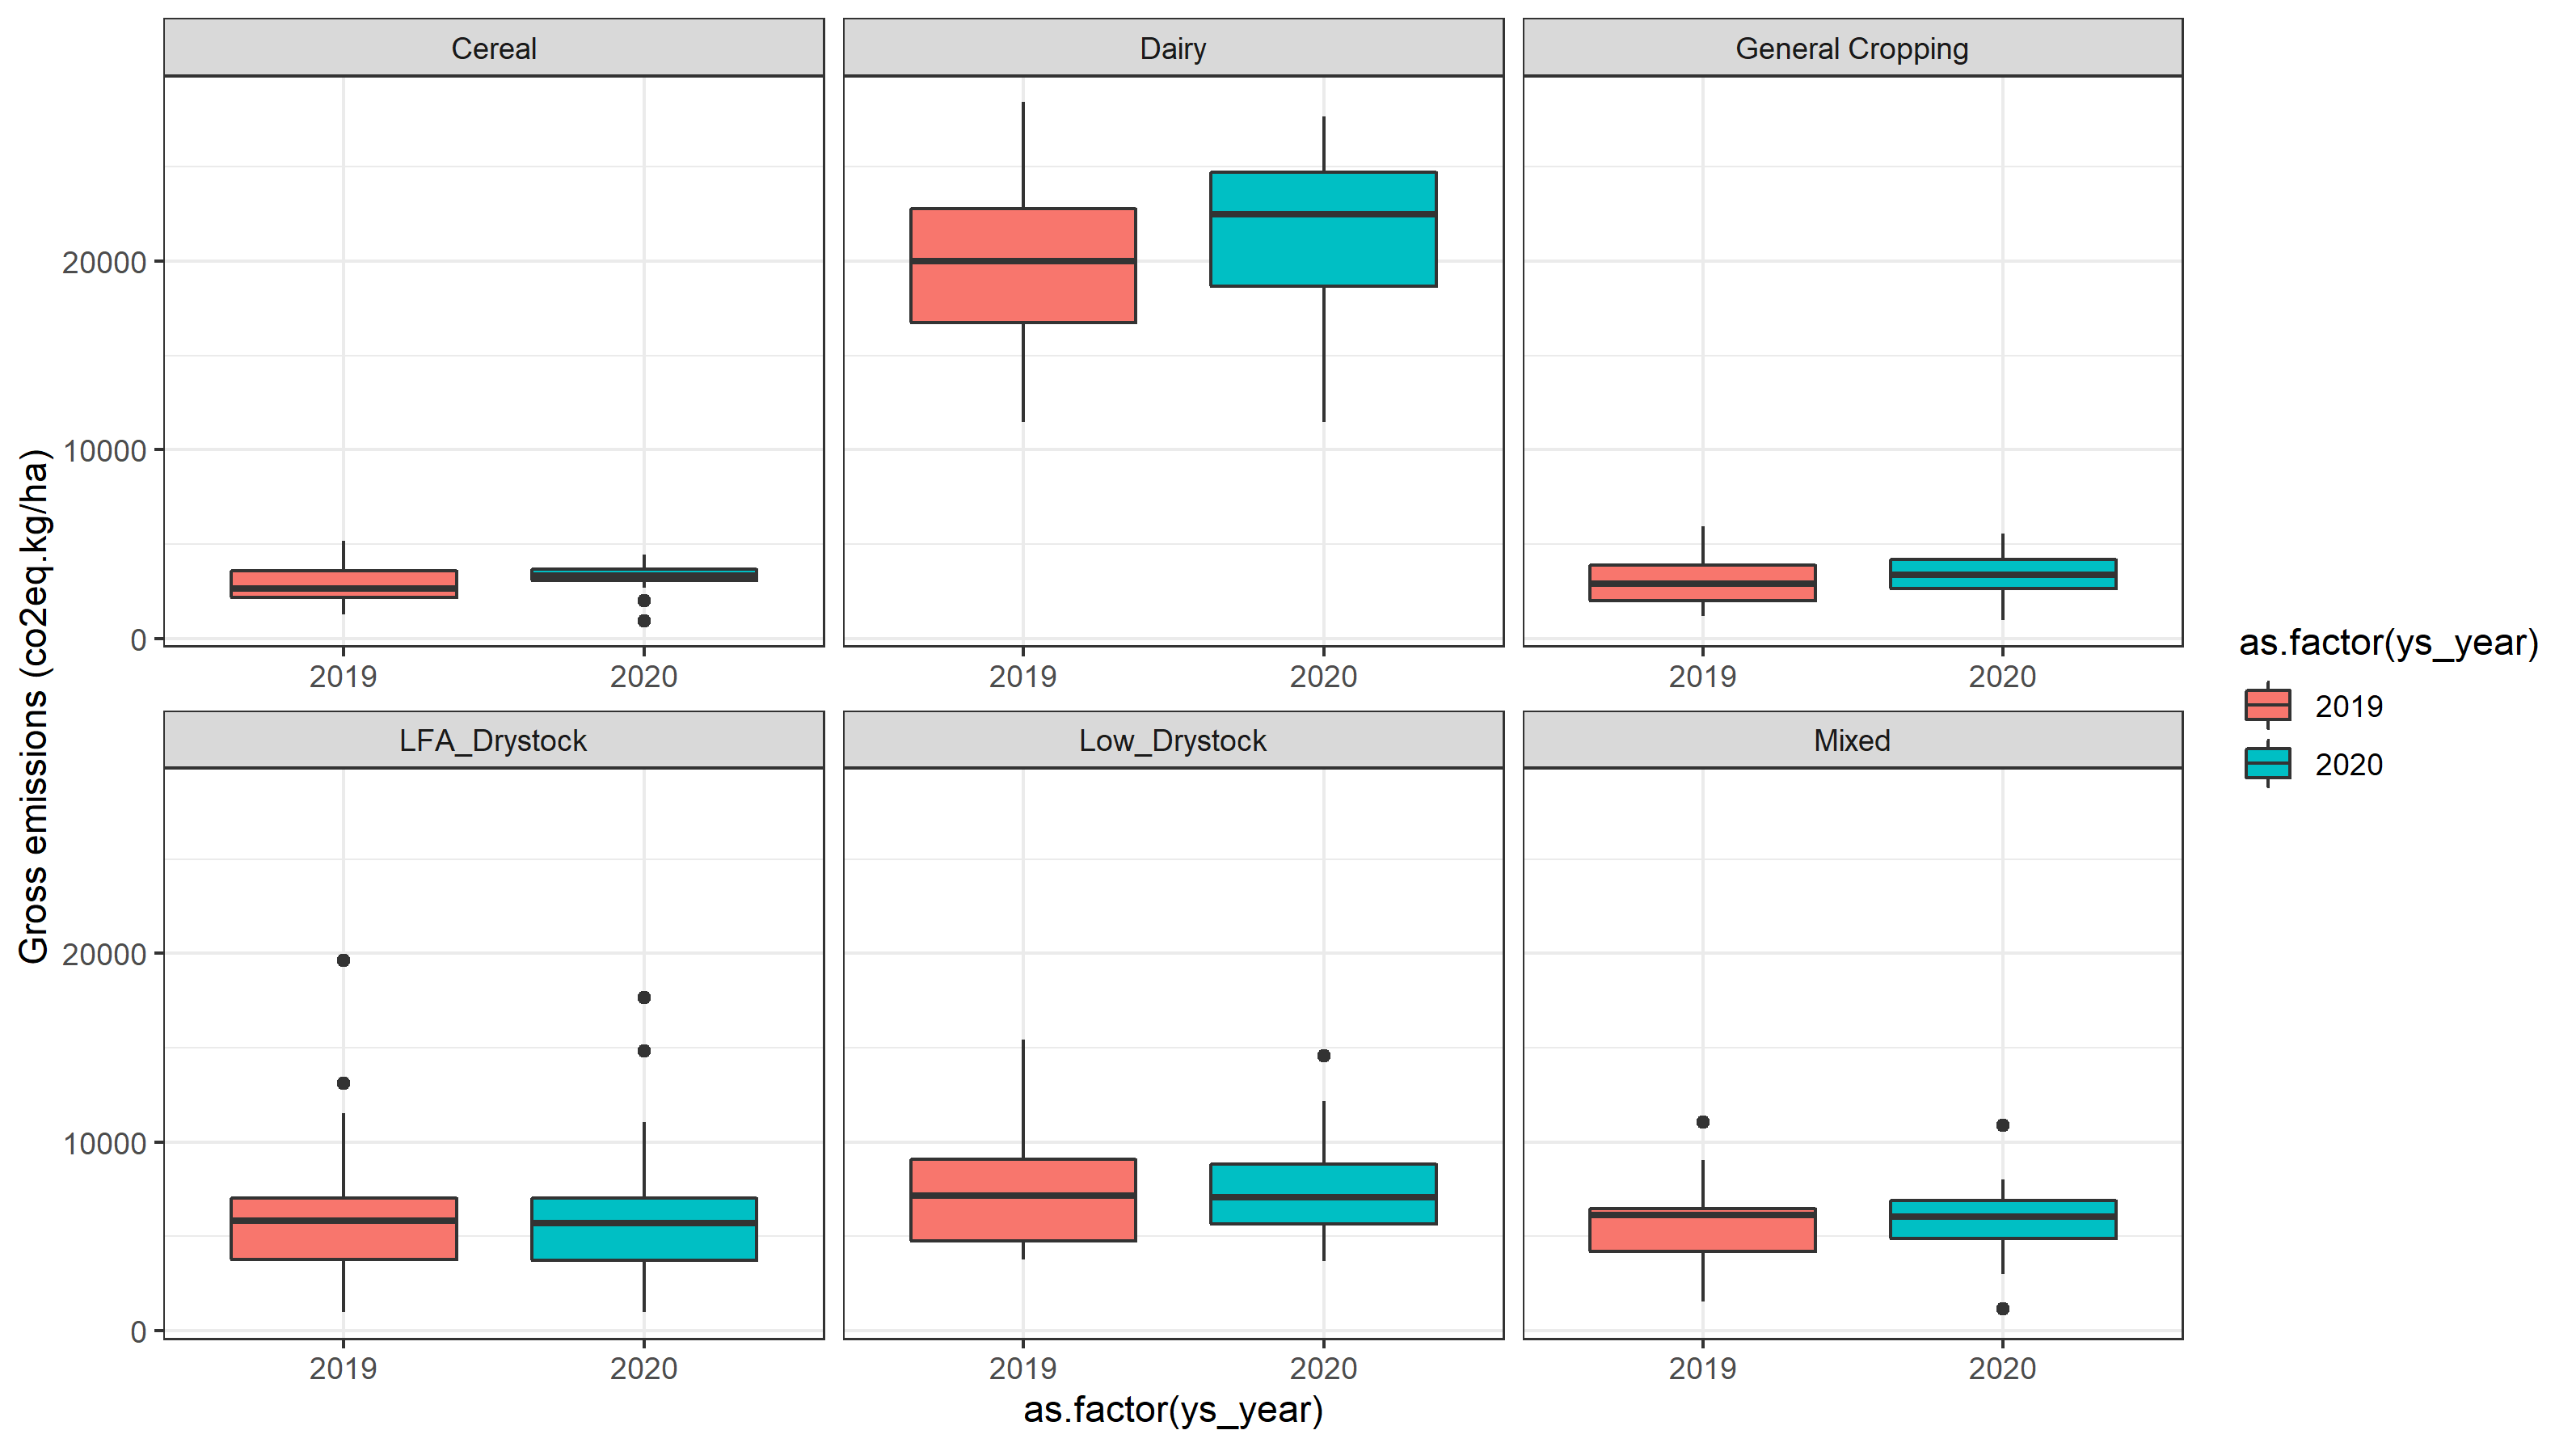 Cereal
Dairy
General Cropping
Gross emissions (co2eq.kg/ha)
20000
10000
0
2019
2020
2019
2020
2019
2020
as.factor(ys_year)
2019
2020
LFA_Drystock
Low_Drystock
Mixed
20000
10000
0
2019
2020
2019
2020
2019
2020
as.factor(ys_year)